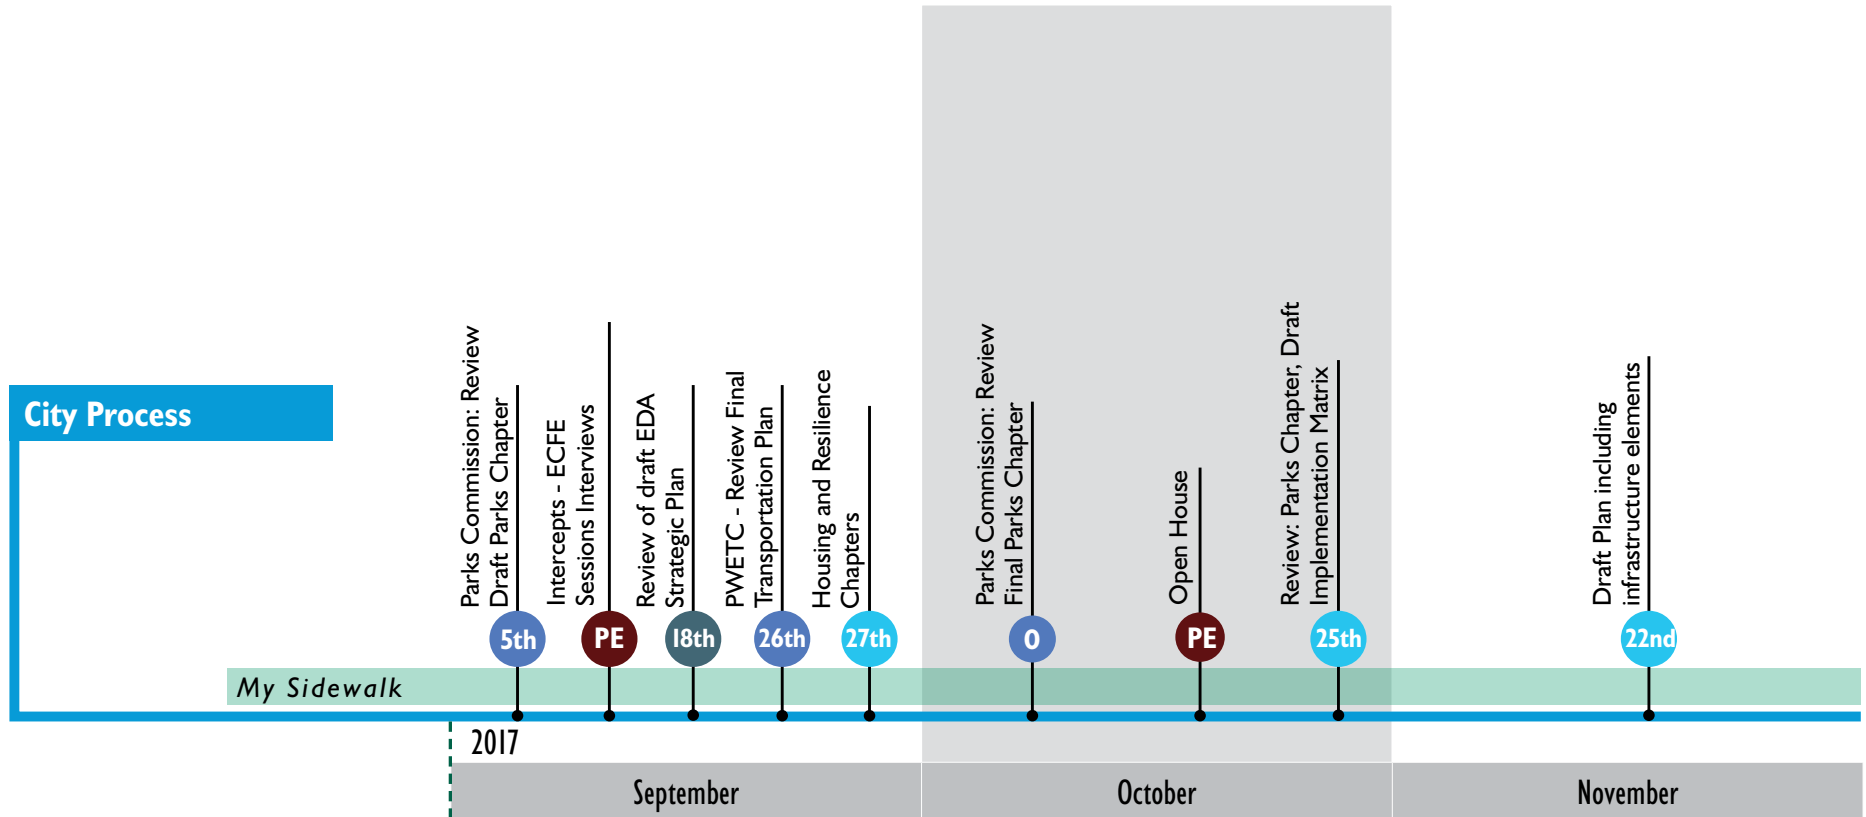 City Process
Parks Commission: Review
Draft Parks Chapter
Intercepts - ECFE
Sessions Interviews
Review of draft EDA
Strategic Plan
PWETC - Review Final
Transportation Plan
Housing and Resilience
Chapters
Parks Commission: Review
Final Parks Chapter
Open House
Review: Parks Chapter, Draft
Implementation Matrix
Draft Plan including
infrastructure elements
5th
PE
18th
26th
27th
0
PE
25th
22nd
My Sidewalk
2017
September
October
November